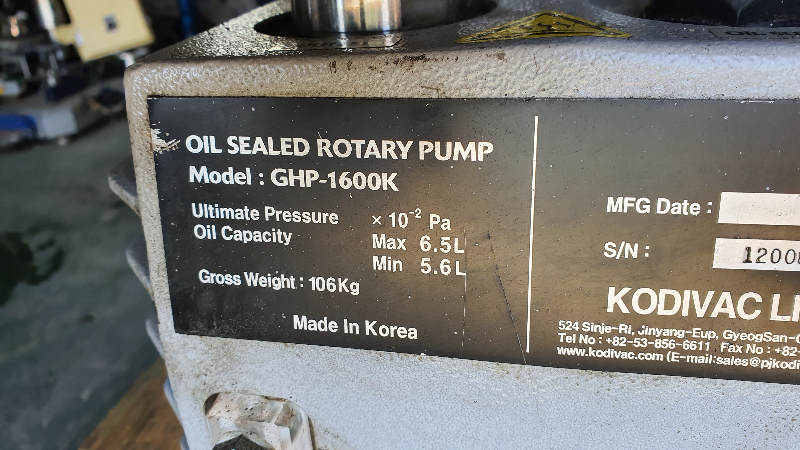 OIL SEALED ROTARY PUMP
Model : GHP-1600K
Ultimate Pressure × 10⁻² Pa
Oil Capacity Max 6.5L
Min 5.6L
Gross Weight : 106Kg
Made In Korea
MFG Date :
S/N : 1200
KODIVAC LI
524 Sinje-Ri, Jinyang-Eup, GyeogSan-
Tel No : +82-53-856-6611 Fax No : +82-
www.kodivac.com (E-mail:sales@pjkodi